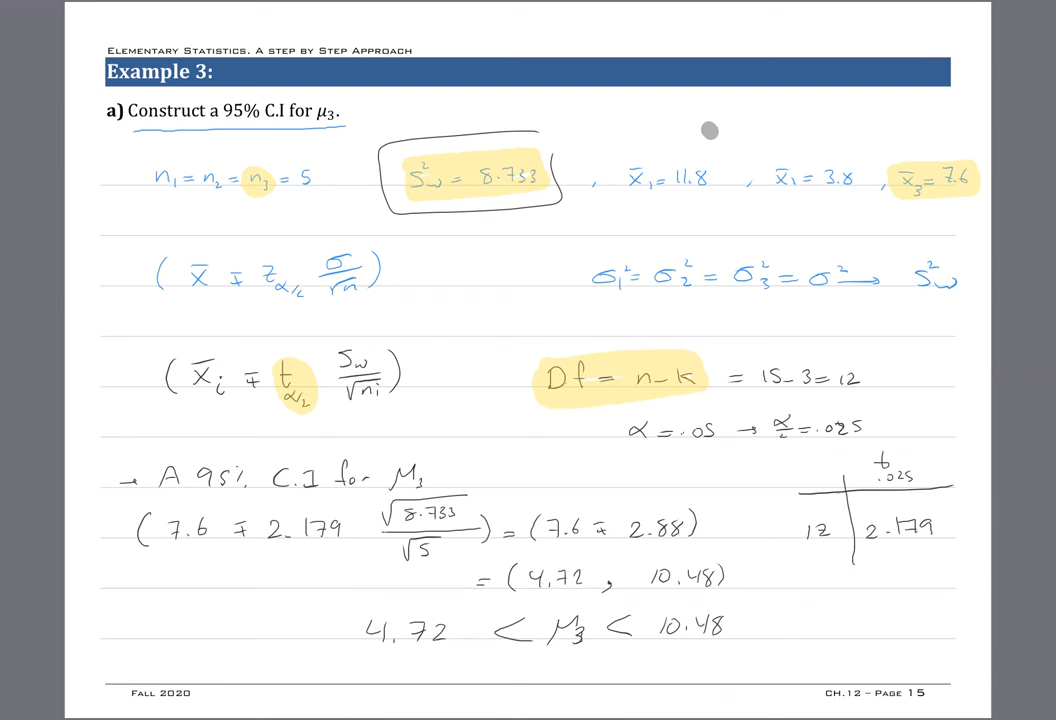 ELEMENTARY STATISTICS. A STEP BY STEP APPROACH
Example 3:
a) Construct a 95% C.I for μ₃.
n₁ = n₂ = n₃ = 5 S²w = 8.733 , x̄₁ = 11.8 , x̄₂ = 3.8 , x̄₃ = 7.6
( x̄ ∓ z_α/2 σ/√n ) σ₁² = σ₂² = σ₃² = σ² → S²w
( x̄ᵢ ∓ t_α/2 Sw/√nᵢ ) Df = n - k = 15 - 3 = 12
α = .05 → α/2 = .025
t .025
→ A 95% C.I for μ₃
( 7.6 ∓ 2.179 √8.733/√5 ) = (7.6 ∓ 2.88) 12 2.179
= (4.72 , 10.48)
4.72 < μ₃ < 10.48
FALL 2020 CH.12 – PAGE 15